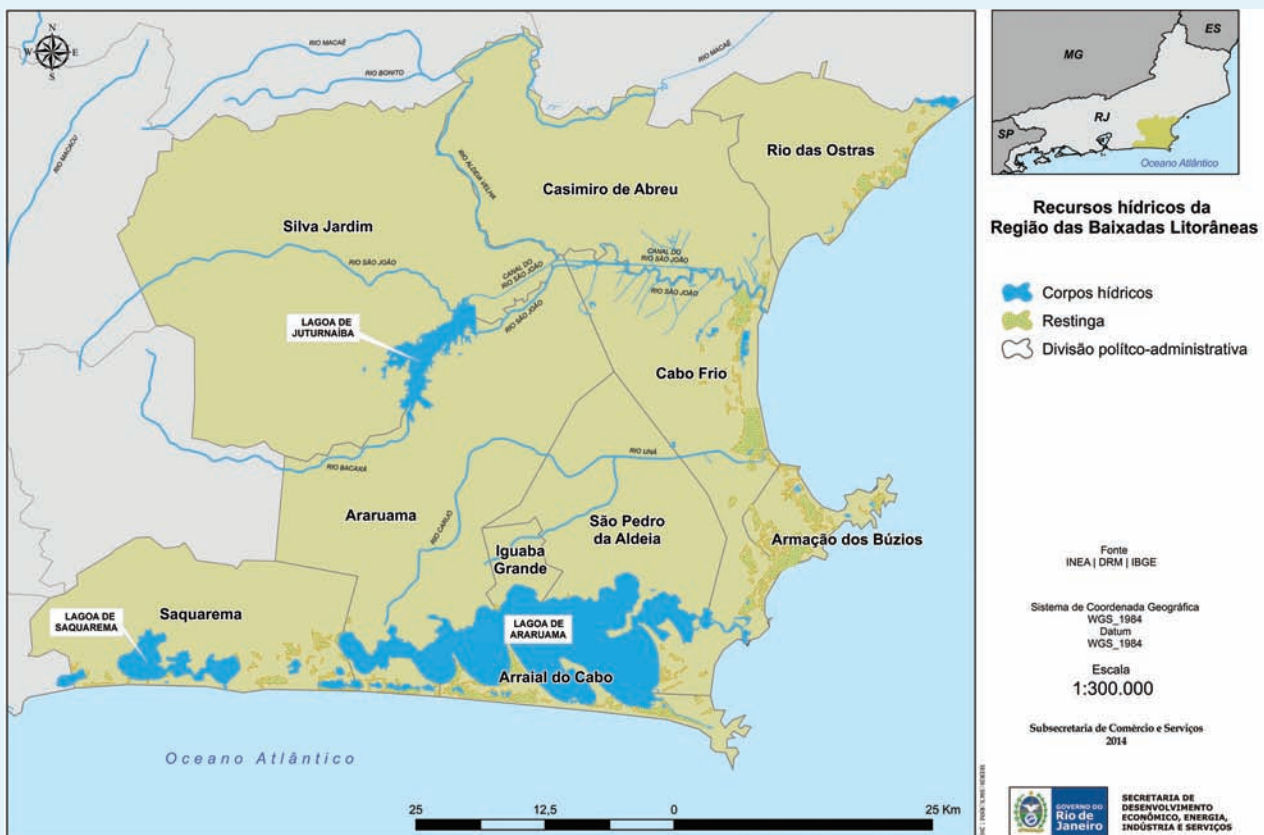 N
W
E
S
RIO MACAÉ
RIO BONITO
RIO MACAÉ
RIO MACACU
RIO ALDEIA VELHA
Rio das Ostras
Casimiro de Abreu
Silva Jardim
RIO SÃO JOÃO
CANAL DO
RIO SÃO JOÃO
CANAL DO
RIO SÃO JOÃO
RIO SÃO JOÃO
RIO SÃO JOÃO
LAGOA DE
JUTURNAÍBA
Cabo Frio
RIO BACAXÁ
RIO UNÁ
RIO CARIJO
Araruama
São Pedro
da Aldeia
Iguaba
Grande
Armação dos Búzios
Saquarema
LAGOA DE
SAQUAREMA
LAGOA DE
ARARUAMA
Arraial do Cabo
Oceano Atlântico
25
12,5
0
25 Km
ES
MG
RJ
SP
Oceano Atlântico
Recursos hídricos da
Região das Baixadas Litorâneas
Corpos hídricos
Restinga
Divisão polítco-administrativa
Fonte
INEA | DRM | IBGE
Sistema de Coordenada Geográfica
WGS_1984
Datum
WGS_1984
Escala
1:300.000
Subsecretaria de Comércio e Serviços
2014
GOVERNO DO
Rio de
Janeiro
SECRETARIA DE
DESENVOLVIMENTO
ECONÔMICO, ENERGIA,
INDÚSTRIA E SERVIÇOS